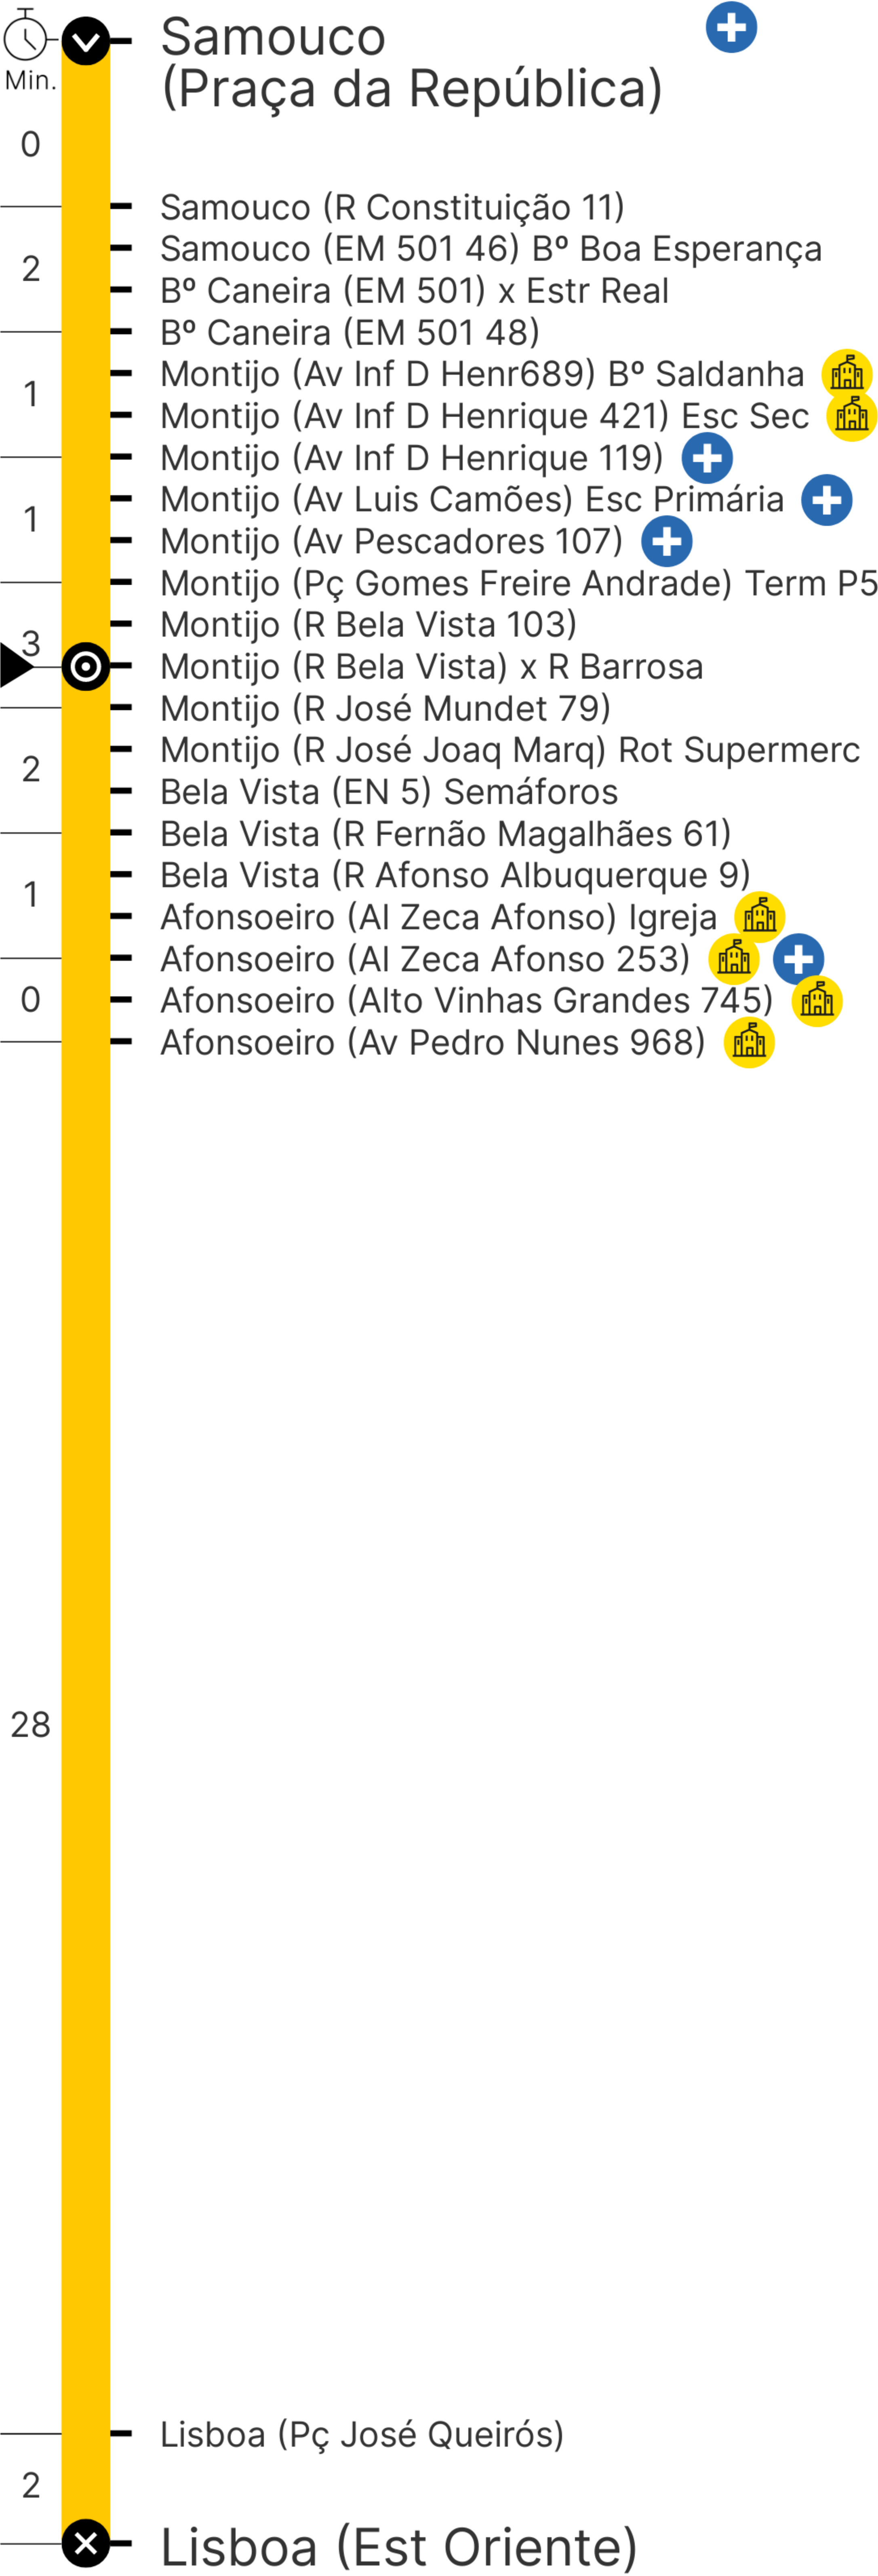 Samouco
(Praça da República)
Min.
0
Samouco (R Constituição 11)
Samouco (EM 501 46) Bº Boa Esperança
2
Bº Caneira (EM 501) x Estr Real
Bº Caneira (EM 501 48)
Montijo (Av Inf D Henr689) Bº Saldanha
1
Montijo (Av Inf D Henrique 421) Esc Sec
Montijo (Av Inf D Henrique 119)
Montijo (Av Luis Camões) Esc Primária
1
Montijo (Av Pescadores 107)
Montijo (Pç Gomes Freire Andrade) Term P5
Montijo (R Bela Vista 103)
3
Montijo (R Bela Vista) x R Barrosa
Montijo (R José Mundet 79)
Montijo (R José Joaq Marq) Rot Supermerc
2
Bela Vista (EN 5) Semáforos
Bela Vista (R Fernão Magalhães 61)
Bela Vista (R Afonso Albuquerque 9)
1
Afonsoeiro (Al Zeca Afonso) Igreja
Afonsoeiro (Al Zeca Afonso 253)
0
Afonsoeiro (Alto Vinhas Grandes 745)
Afonsoeiro (Av Pedro Nunes 968)
28
Lisboa (Pç José Queirós)
2
Lisboa (Est Oriente)